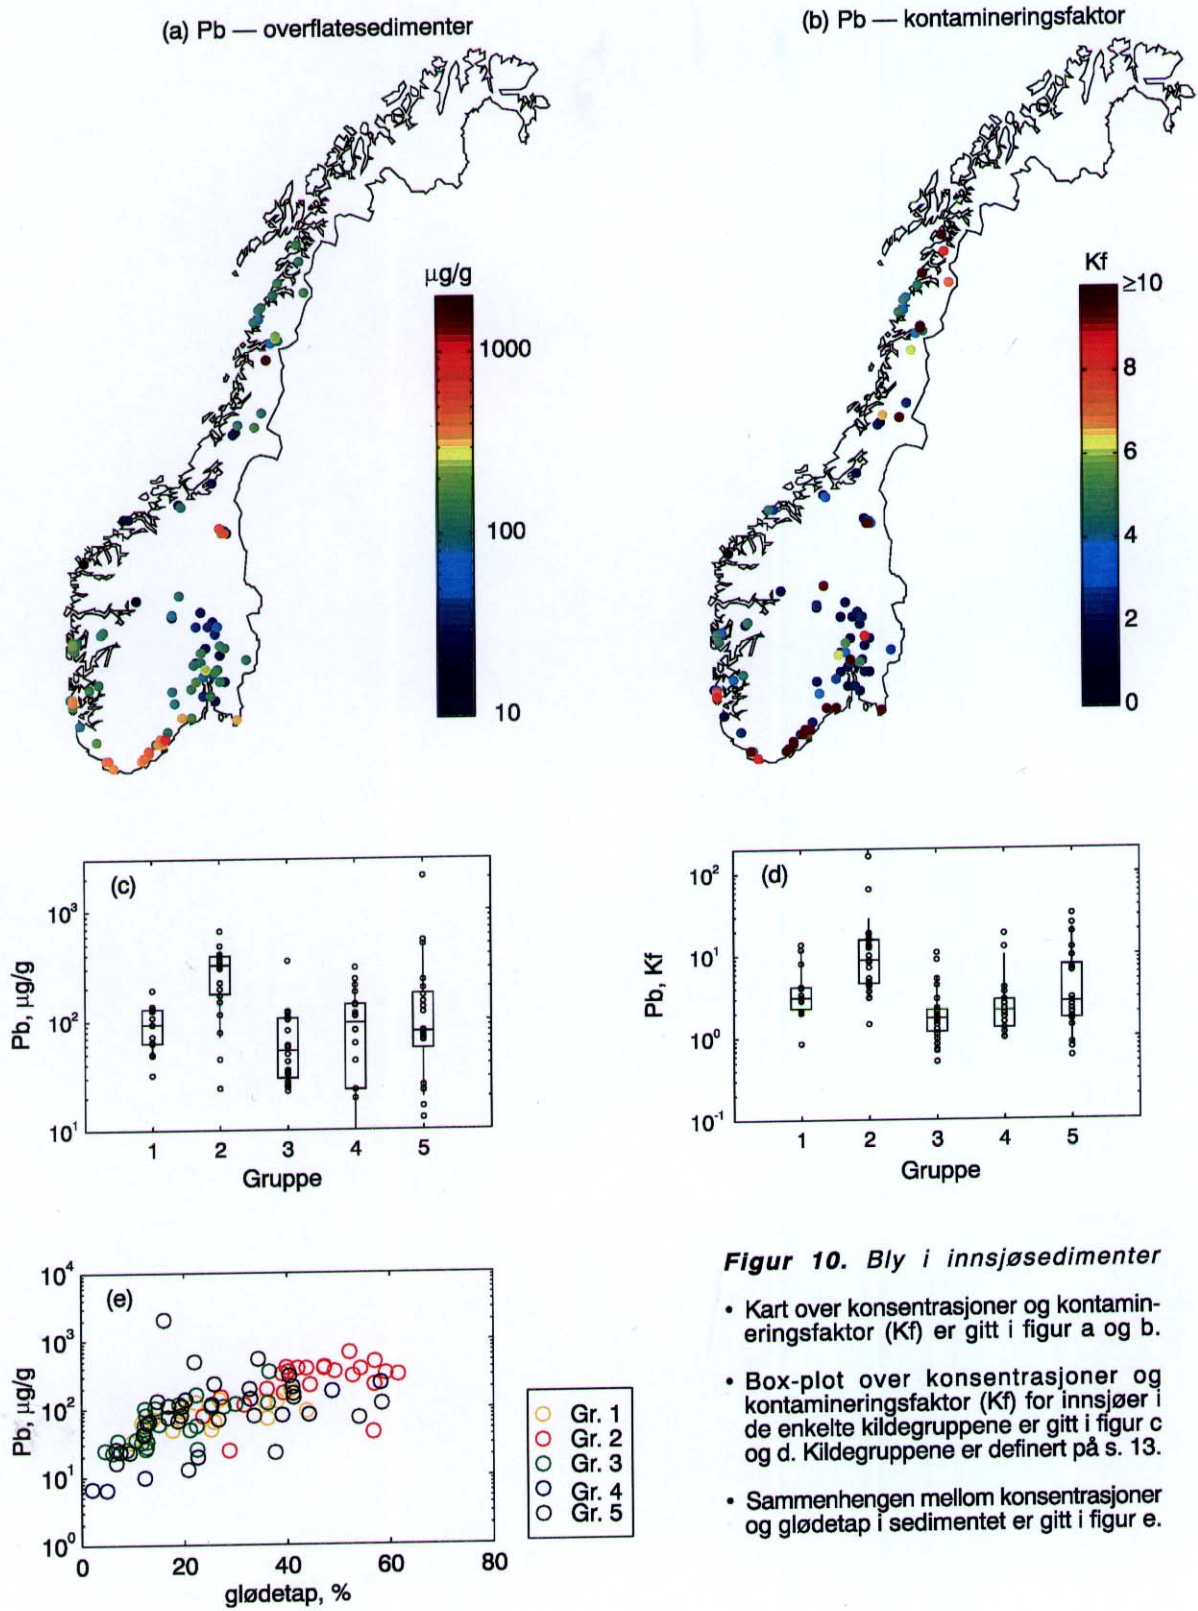 (a) Pb — overflatesedimenter
(b) Pb — kontamineringsfaktor
µg/g
1000
100
10
Kf
≥10
8
6
4
2
0
(c)
Pb, µg/g
10³
10²
10¹
1 2 3 4 5
Gruppe
(d)
Pb, Kf
10²
10¹
10⁰
10⁻¹
1 2 3 4 5
Gruppe
(e)
Pb, µg/g
10⁴
10³
10²
10¹
10⁰
0 20 40 60 80
glødetap, %
Gr. 1
Gr. 2
Gr. 3
Gr. 4
Gr. 5
Figur 10. Bly i innsjøsedimenter
• Kart over konsentrasjoner og kontamin-
eringsfaktor (Kf) er gitt i figur a og b.
• Box-plot over konsentrasjoner og
kontamineringsfaktor (Kf) for innsjøer i
de enkelte kildegruppene er gitt i figur c
og d. Kildegruppene er definert på s. 13.
• Sammenhengen mellom konsentrasjoner
og glødetap i sedimentet er gitt i figur e.